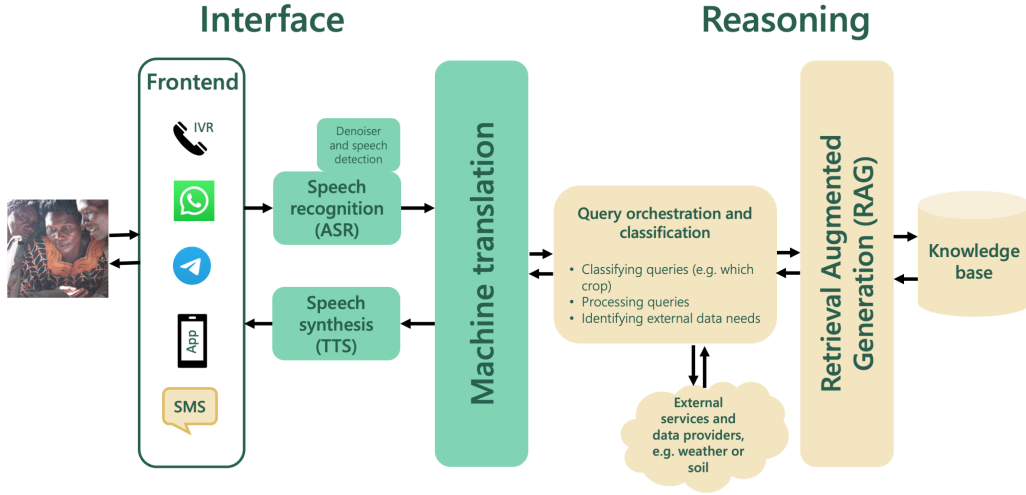 Interface
Reasoning
Frontend
IVR
App
SMS
Denoiser
and speech
detection
Speech
recognition
(ASR)
Speech
synthesis
(TTS)
Machine translation
Query orchestration and
classification
• Classifying queries (e.g. which
crop)
• Processing queries
• Identifying external data needs
External
services and
data providers,
e.g. weather or
soil
Retrieval Augmented
Generation (RAG)
Knowledge
base